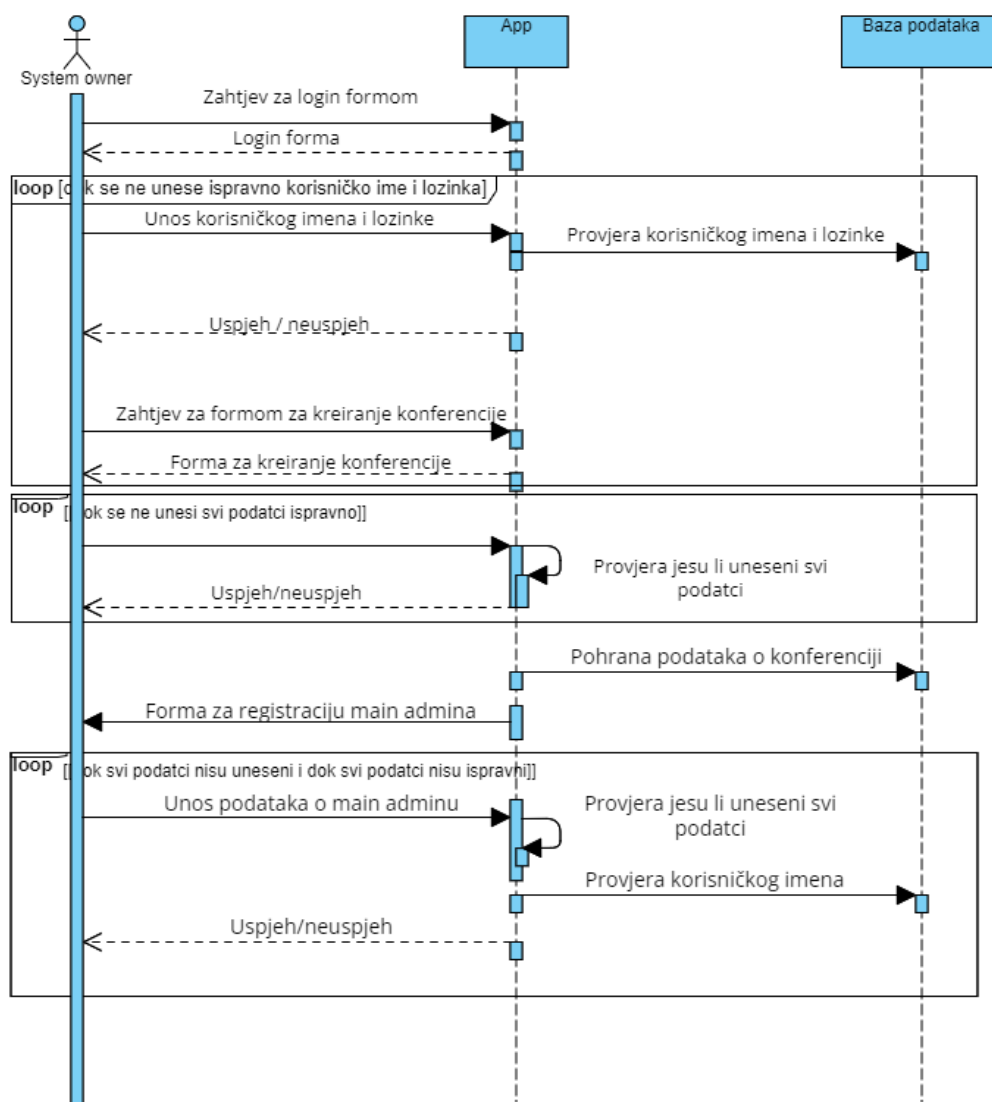 System owner
App
Baza podataka
Zahtjev za login formom
Login forma
loop [dok se ne unese ispravno korisničko ime i lozinka]
Unos korisničkog imena i lozinke
Provjera korisničkog imena i lozinke
Uspjeh / neuspjeh
Zahtjev za formom za kreiranje konferencije
Forma za kreiranje konferencije
loop [[dok se ne unesi svi podatci ispravno]]
Provjera jesu li uneseni svi
podatci
Uspjeh/neuspjeh
Pohrana podataka o konferenciji
Forma za registraciju main admina
loop [[dok svi podatci nisu uneseni i dok svi podatci nisu ispravni]]
Unos podataka o main adminu
Provjera jesu li uneseni svi
podatci
Provjera korisničkog imena
Uspjeh/neuspjeh